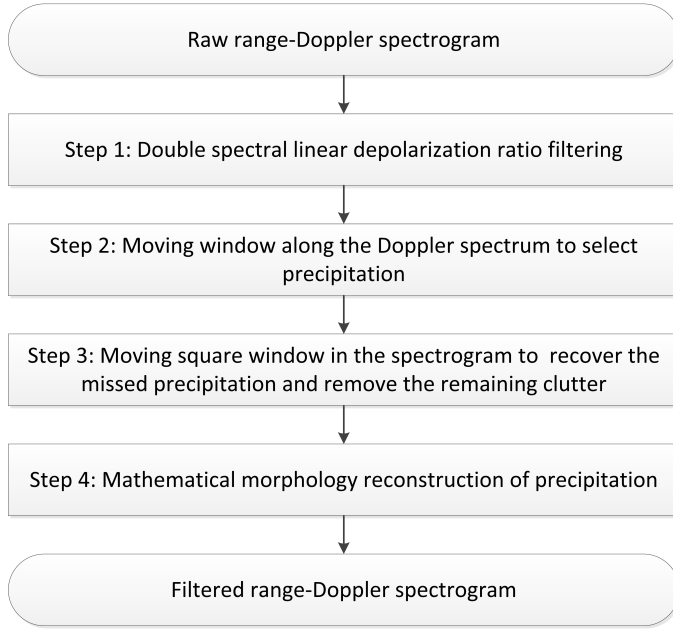 Raw range-Doppler spectrogram
Step 1: Double spectral linear depolarization ratio filtering
Step 2: Moving window along the Doppler spectrum to select
precipitation
Step 3: Moving square window in the spectrogram to  recover the
missed precipitation and remove the remaining clutter
Step 4: Mathematical morphology reconstruction of precipitation
Filtered range-Doppler spectrogram